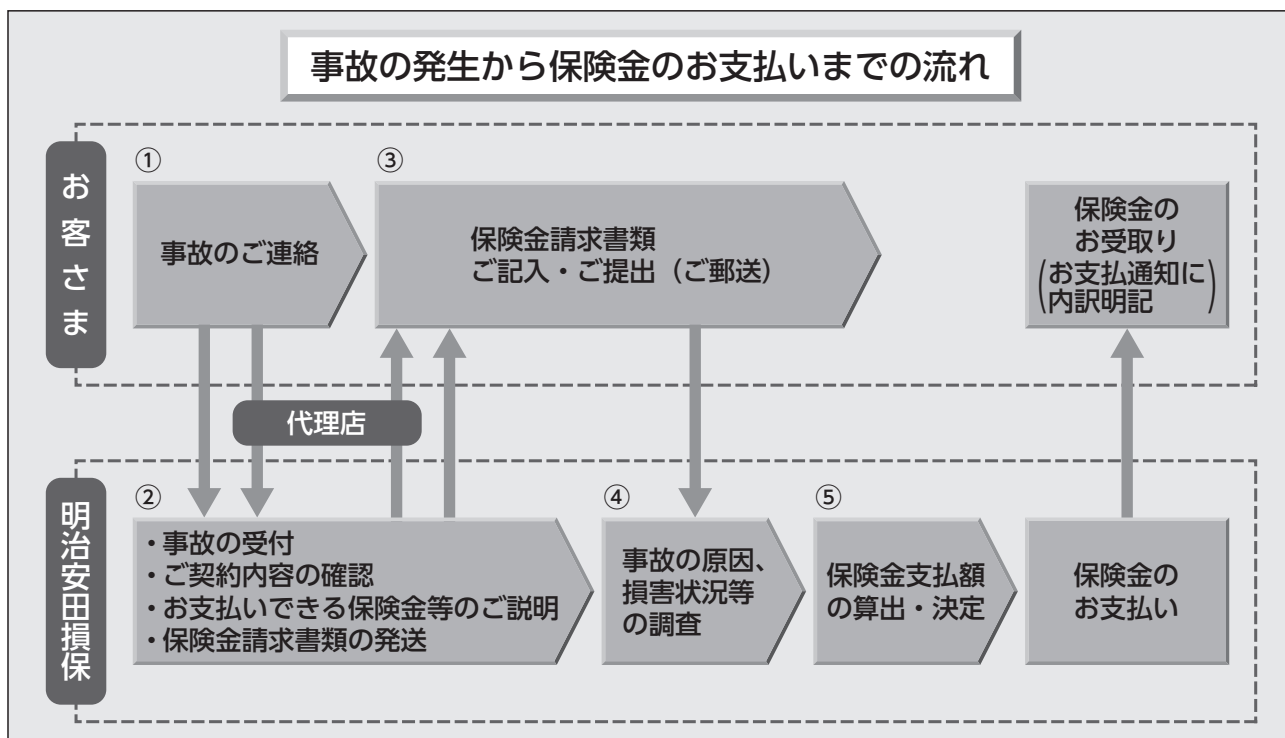 事故の発生から保険金のお支払いまでの流れ
お客さま
①
事故のご連絡
③
保険金請求書類
ご記入・ご提出（ご郵送）
保険金の
お受取り
（お支払通知に
内訳明記）
代理店
明治安田損保
②
・事故の受付
・ご契約内容の確認
・お支払いできる保険金等のご説明
・保険金請求書類の発送
④
事故の原因、
損害状況等
の調査
⑤
保険金支払額
の算出・決定
保険金の
お支払い